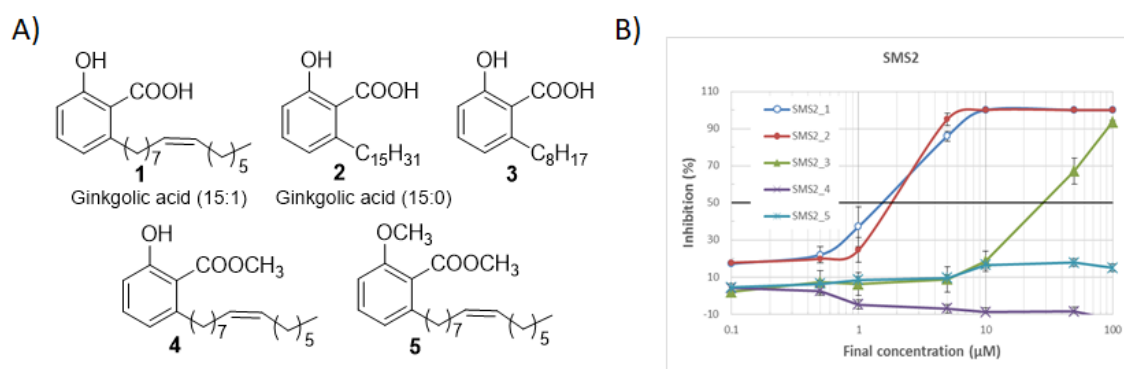 A)
OH
COOH
( )7
( )5
1
Ginkgolic acid (15:1)
OH
COOH
C15H31
2
Ginkgolic acid (15:0)
OH
COOH
C8H17
3
OH
COOCH3
( )7
( )5
4
OCH3
COOCH3
( )7
( )5
5
B)
SMS2
Inhibition (%)
110
90
70
50
30
10
-10
SMS2_1
SMS2_2
SMS2_3
SMS2_4
SMS2_5
0.1
1
10
100
Final concentration (µM)